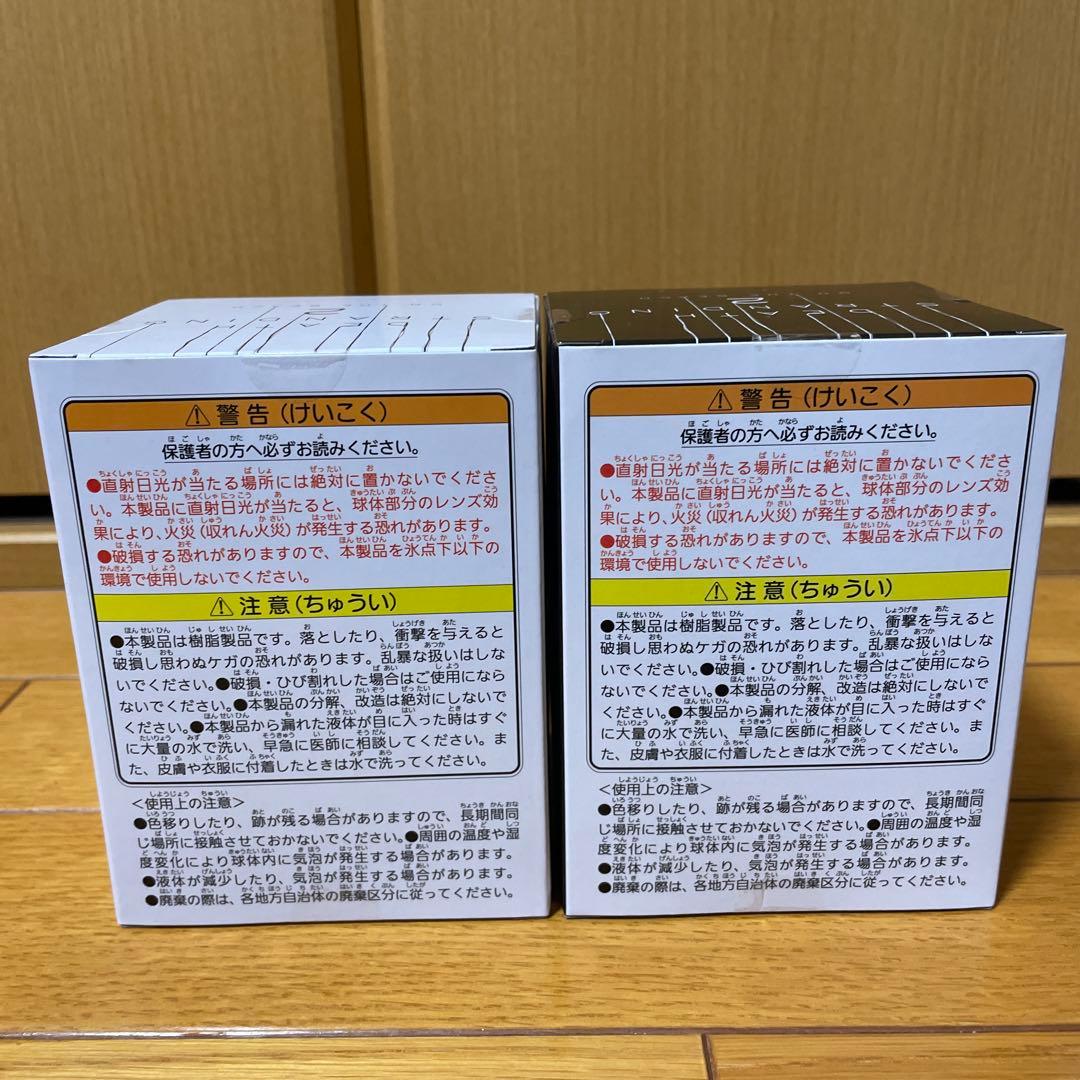 ⚠ 警告(けいこく)
保護者の方へ必ずお読みください。
●直射日光が当たる場所には絶対に置かないでくださ
い。本製品に直射日光が当たると、球体部分のレンズ効
果により、火災(収れん火災)が発生する恐れがあります。
●破損する恐れがありますので、本製品を氷点下以下の
環境で使用しないでください。
⚠ 注意(ちゅうい)
●本製品は樹脂製品です。落としたり、衝撃を与えると
破損し思わぬケガの恐れがあります。乱暴な扱いはしな
いでください。●破損・ひび割れした場合はご使用になら
ないでください。●本製品の分解、改造は絶対にしないで
ください。●本製品から漏れた液体が目に入った時はすぐ
に大量の水で洗い、早急に医師に相談してください。ま
た、皮膚や衣服に付着したときは水で洗ってください。
<使用上の注意>
●色移りしたり、跡が残る場合がありますので、長期間同
じ場所に接触させておかないでください。●周囲の温度や湿
度変化により球体内に気泡が発生する場合があります。
●液体が減少したり、気泡が発生する場合があります。
●廃棄の際は、各地方自治体の廃棄区分に従ってください。
⚠ 警告(けいこく)
保護者の方へ必ずお読みください。
●直射日光が当たる場所には絶対に置かないでくださ
い。本製品に直射日光が当たると、球体部分のレンズ効
果により、火災(収れん火災)が発生する恐れがあります。
●破損する恐れがありますので、本製品を氷点下以下の
環境で使用しないでください。
⚠ 注意(ちゅうい)
●本製品は樹脂製品です。落としたり、衝撃を与えると
破損し思わぬケガの恐れがあります。乱暴な扱いはしな
いでください。●破損・ひび割れした場合はご使用になら
ないでください。●本製品の分解、改造は絶対にしないで
ください。●本製品から漏れた液体が目に入った時はすぐ
に大量の水で洗い、早急に医師に相談してください。ま
た、皮膚や衣服に付着したときは水で洗ってください。
<使用上の注意>
●色移りしたり、跡が残る場合がありますので、長期間同
じ場所に接触させておかないでください。●周囲の温度や湿
度変化により球体内に気泡が発生する場合があります。
●液体が減少したり、気泡が発生する場合があります。
●廃棄の際は、各地方自治体の廃棄区分に従ってください。